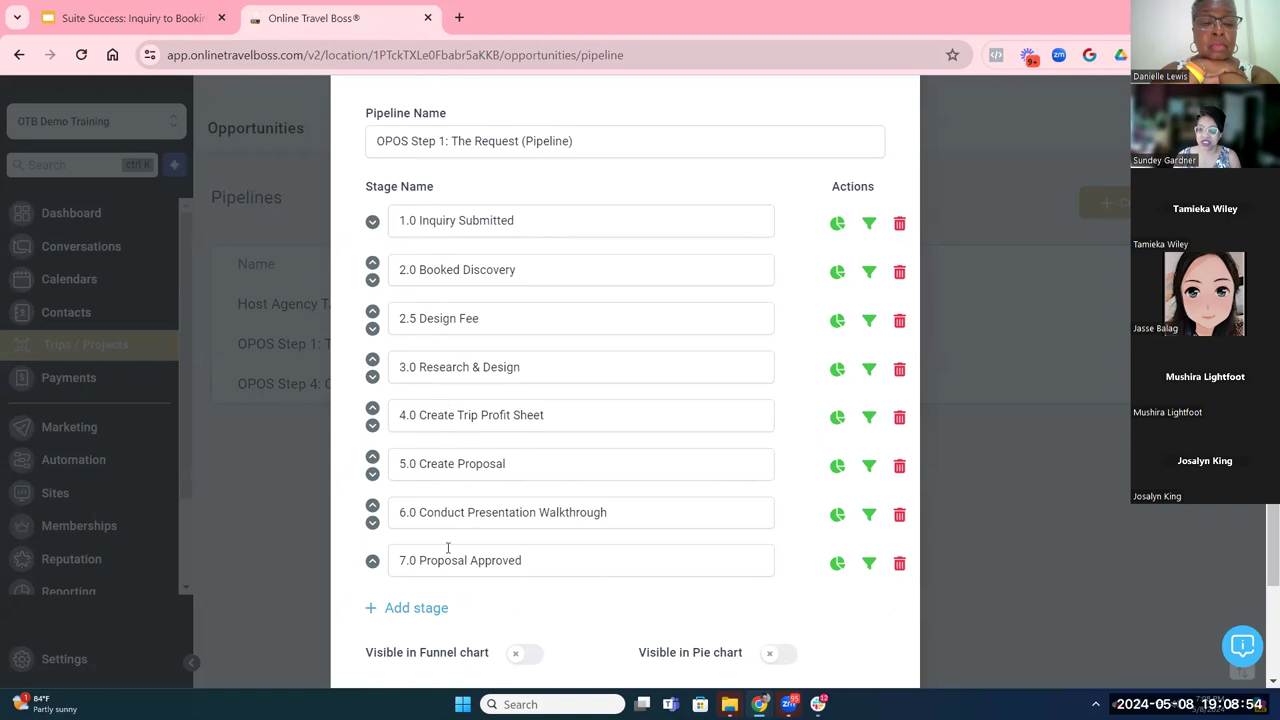 Suite Success: Inquiry to Bookin
Online Travel Boss®
app.onlinetravelboss.com/v2/location/1PTckTXLe0Fbabr5aKKB/opportunities/pipeline
9+
zm
OTB Demo Training
Search
ctrl K
Dashboard
Conversations
Calendars
Contacts
Trips / Projects
Payments
Marketing
Automation
Sites
Memberships
Reputation
Reporting
Settings
Opportunities
Pipelines
Name
Host Agency T
OPOS Step 1: T
OPOS Step 4: C
Pipeline Name
OPOS Step 1: The Request (Pipeline)
Stage Name
Actions
1.0 Inquiry Submitted
2.0 Booked Discovery
2.5 Design Fee
3.0 Research & Design
4.0 Create Trip Profit Sheet
5.0 Create Proposal
6.0 Conduct Presentation Walkthrough
7.0 Proposal Approved
+ Add stage
Visible in Funnel chart
Visible in Pie chart
Danielle Lewis
Sundey Gardner
Tamieka Wiley
Tamieka Wiley
Jasse Balag
Mushira Lightfoot
Mushira Lightfoot
Josalyn King
Josalyn King
1
84°F
Partly sunny
Search
95
12
2024-05-08 19:08:54